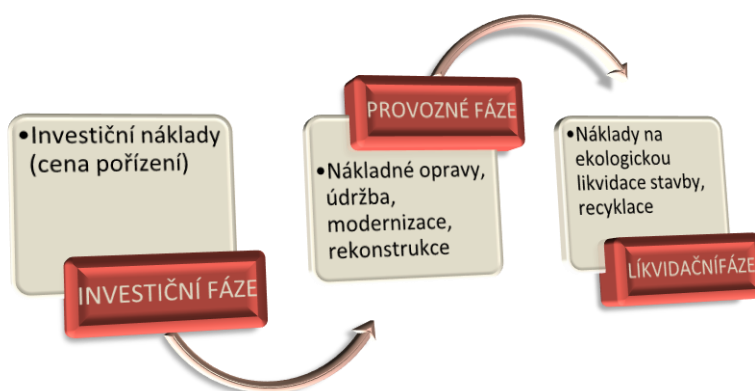 •Investiční náklady
(cena pořízení)
INVESTIČNÍ FÁZE
PROVOZNÉ FÁZE
•Nákladné opravy,
údržba,
modernizace,
rekonstrukce
•Náklady na
ekologickou
likvidace stavby,
recyklace
LÍKVIDAČNÍFÁZE